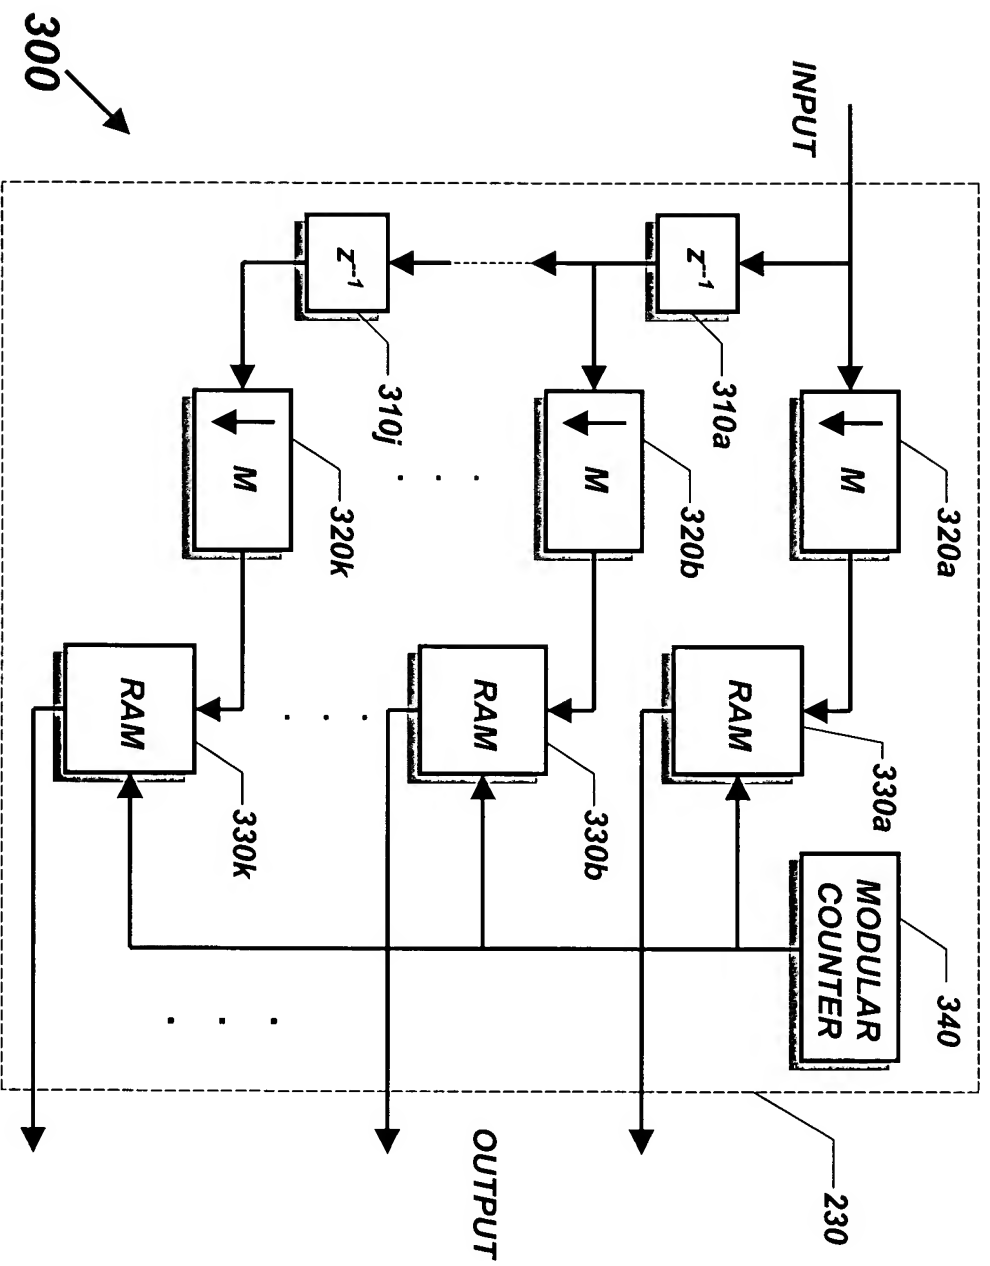 340
MODULAR
COUNTER
230
INPUT
320a
M
330a
RAM
310a
z⁻¹
320b
M
330b
RAM
OUTPUT
. . .
. . .
. . .
310j
z⁻¹
320k
M
330k
RAM
300